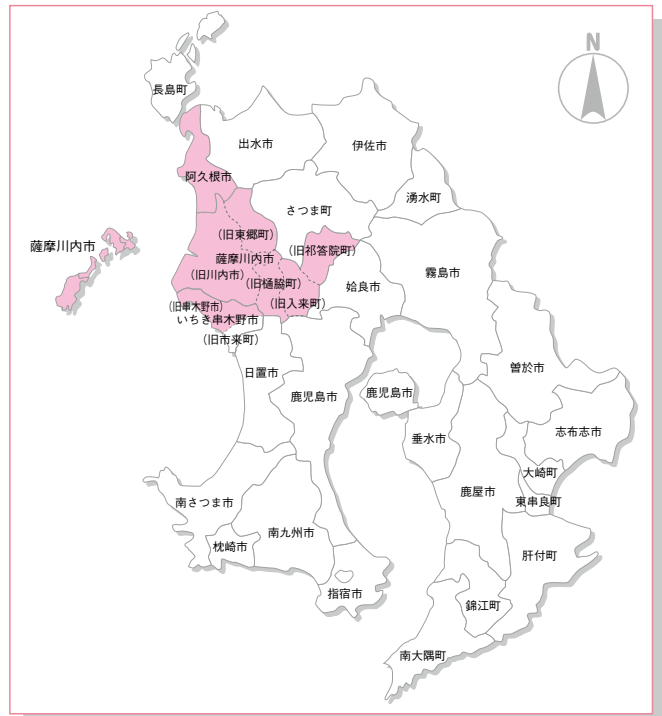 N
長島町
出水市
伊佐市
阿久根市
湧水町
さつま町
(旧東郷町)
薩摩川内市
(旧祁答院町)
薩摩川内市
(旧川内市)
霧島市
(旧樋脇町)
姶良市
(旧入来町)
(旧串木野市)
いちき串木野市
(旧市来町)
曽於市
日置市
鹿児島市
鹿児島市
志布志市
垂水市
大崎町
鹿屋市
東串良町
南さつま市
南九州市
枕崎市
肝付町
指宿市
錦江町
南大隅町